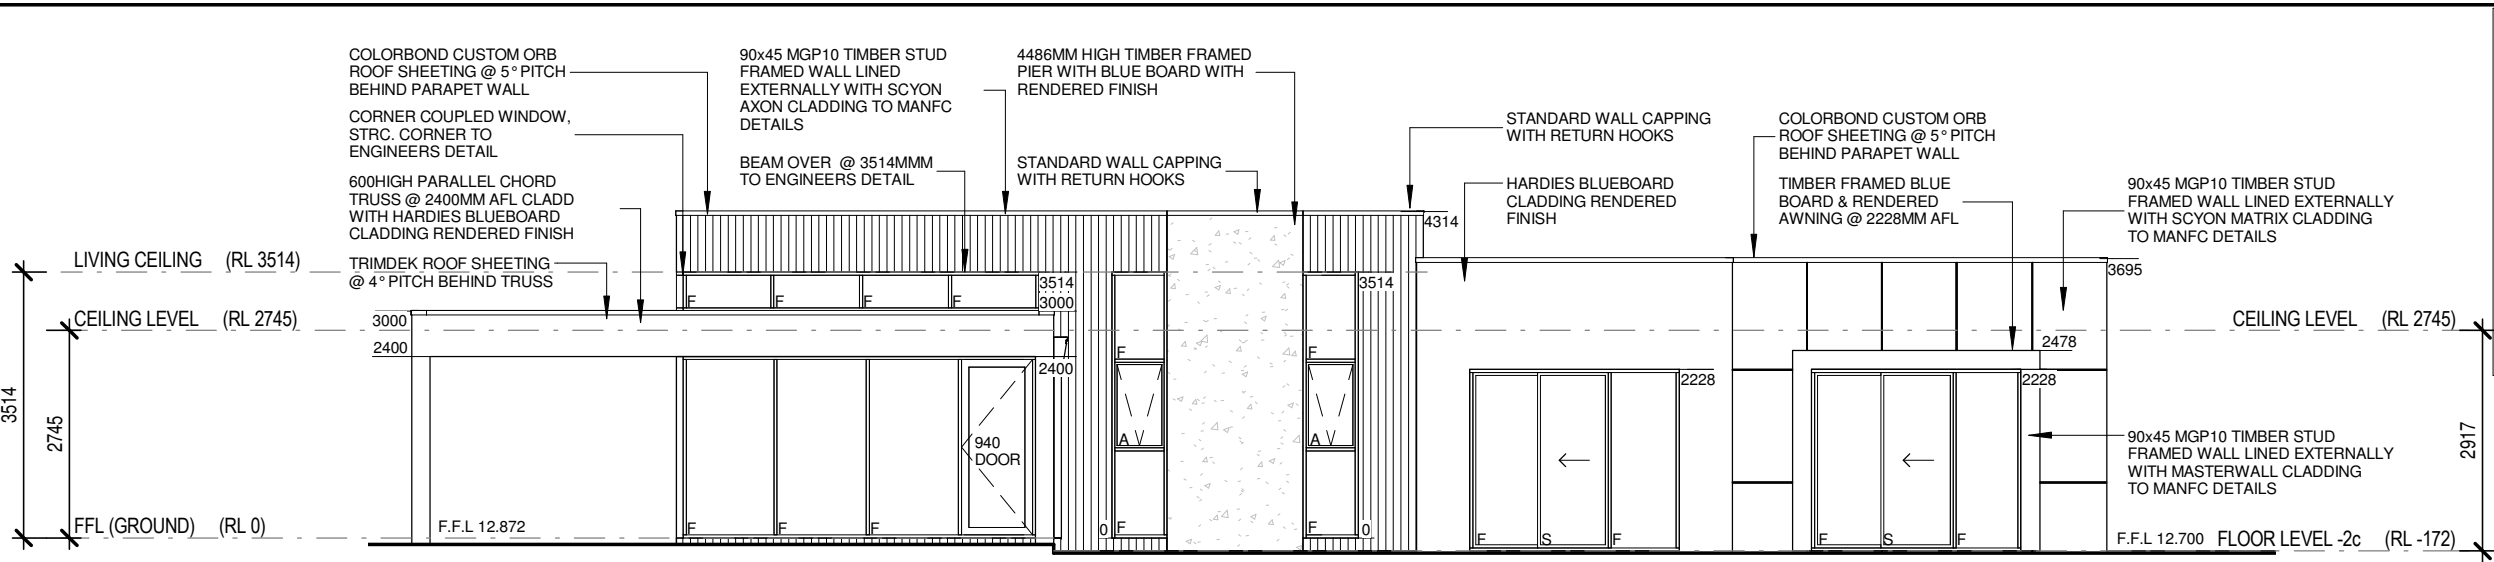 COLORBOND CUSTOM ORB
ROOF SHEETING @ 5° PITCH
BEHIND PARAPET WALL
CORNER COUPLED WINDOW,
STRC. CORNER TO
ENGINEERS DETAIL
600HIGH PARALLEL CHORD
TRUSS @ 2400MM AFL CLADD
WITH HARDIES BLUEBOARD
CLADDING RENDERED FINISH
TRIMDEK ROOF SHEETING
@ 4° PITCH BEHIND TRUSS
90x45 MGP10 TIMBER STUD
FRAMED WALL LINED
EXTERNALLY WITH SCYON
AXON CLADDING TO MANFC
DETAILS
BEAM OVER @ 3514MMM
TO ENGINEERS DETAIL
4486MM HIGH TIMBER FRAMED
PIER WITH BLUE BOARD WITH
RENDERED FINISH
STANDARD WALL CAPPING
WITH RETURN HOOKS
STANDARD WALL CAPPING
WITH RETURN HOOKS
HARDIES BLUEBOARD
CLADDING RENDERED
FINISH
COLORBOND CUSTOM ORB
ROOF SHEETING @ 5° PITCH
BEHIND PARAPET WALL
TIMBER FRAMED BLUE
BOARD & RENDERED
AWNING @ 2228MM AFL
90x45 MGP10 TIMBER STUD
FRAMED WALL LINED EXTERNALLY
WITH SCYON MATRIX CLADDING
TO MANFC DETAILS
LIVING CEILING (RL 3514)
CEILING LEVEL (RL 2745)
FFL (GROUND) (RL 0)
3514
2745
3000
2400
F.F.L 12.872
F
F
F
F
3514
3000
2400
F
F
F
940
DOOR
F
A
F
0
4314
3514
F
A
F
0
3695
2478
2228
2228
F
S
F
F
S
F
CEILING LEVEL (RL 2745)
90x45 MGP10 TIMBER STUD
FRAMED WALL LINED EXTERNALLY
WITH MASTERWALL CLADDING
TO MANFC DETAILS
2917
F.F.L 12.700 FLOOR LEVEL -2c (RL -172)